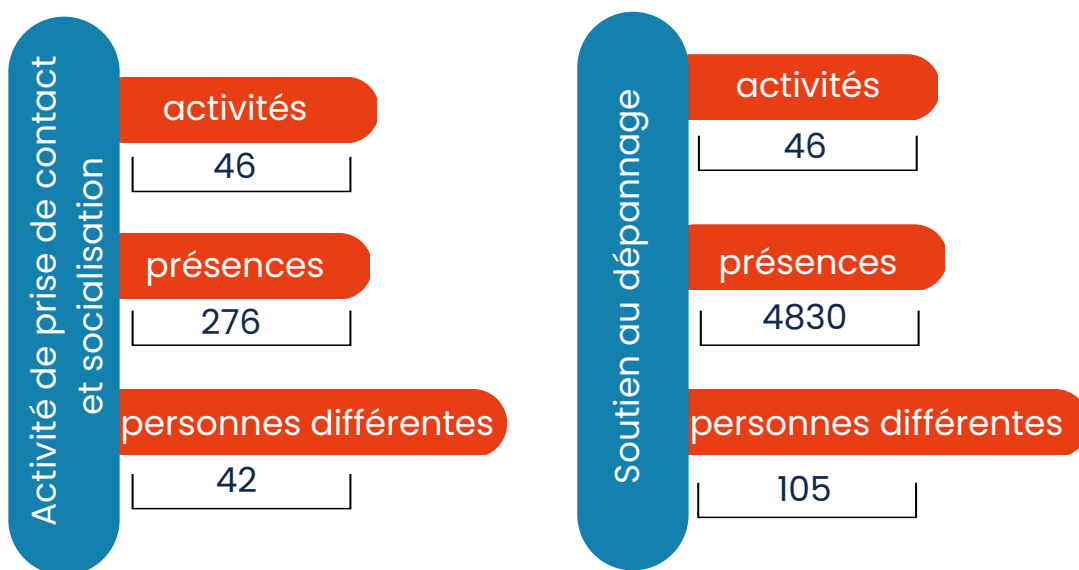 Activité de prise de contact
et socialisation
activités
46
présences
276
personnes différentes
42
Soutien au dépannage
activités
46
présences
4830
personnes différentes
105